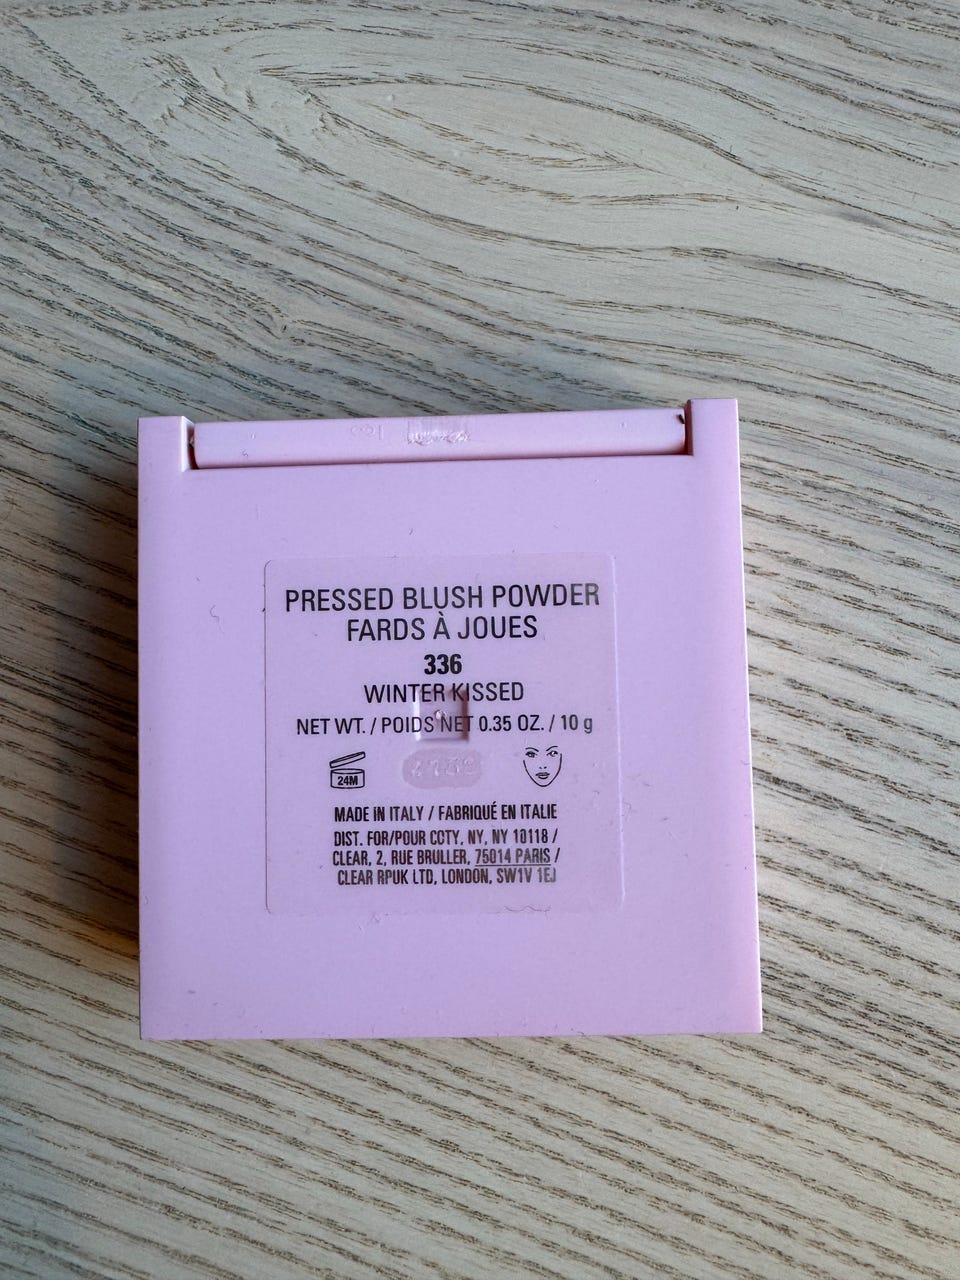 PRESSED BLUSH POWDER
FARDS À JOUES
336
WINTER KISSED
NET WT. / POIDS NET 0.35 OZ. / 10 g
24M
MADE IN ITALY / FABRIQUÉ EN ITALIE
DIST. FOR/POUR COTY, NY, NY 10118 /
CLEAR, 2, RUE BRULLER, 75014 PARIS /
CLEAR RPUK LTD, LONDON, SW1V 1EJ